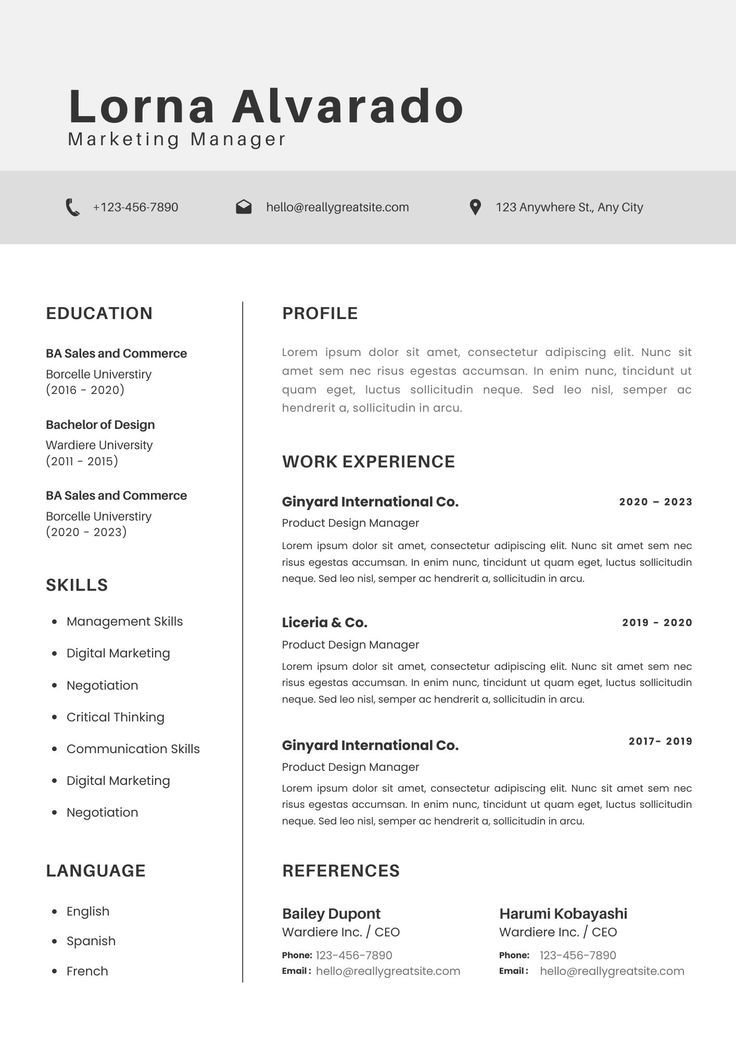 Lorna Alvarado
Marketing Manager
+123-456-7890
hello@reallygreatsite.com
123 Anywhere St., Any City
EDUCATION
BA Sales and Commerce
Borcelle Universtiry
(2016 - 2020)
Bachelor of Design
Wardiere University
(2011 - 2015)
BA Sales and Commerce
Borcelle Universtiry
(2020 - 2023)
SKILLS
• Management Skills
• Digital Marketing
• Negotiation
• Critical Thinking
• Communication Skills
• Digital Marketing
• Negotiation
LANGUAGE
• English
• Spanish
• French
PROFILE
Lorem ipsum dolor sit amet, consectetur adipiscing elit. Nunc sit
amet sem nec risus egestas accumsan. In enim nunc, tincidunt ut
quam eget, luctus sollicitudin neque. Sed leo nisl, semper ac
hendrerit a, sollicitudin in arcu.
WORK EXPERIENCE
Ginyard International Co. 2020 – 2023
Product Design Manager
Lorem ipsum dolor sit amet, consectetur adipiscing elit. Nunc sit amet sem nec
risus egestas accumsan. In enim nunc, tincidunt ut quam eget, luctus sollicitudin
neque. Sed leo nisl, semper ac hendrerit a, sollicitudin in arcu.
Liceria & Co. 2019 - 2020
Product Design Manager
Lorem ipsum dolor sit amet, consectetur adipiscing elit. Nunc sit amet sem nec
risus egestas accumsan. In enim nunc, tincidunt ut quam eget, luctus sollicitudin
neque. Sed leo nisl, semper ac hendrerit a, sollicitudin in arcu.
Ginyard International Co. 2017- 2019
Product Design Manager
Lorem ipsum dolor sit amet, consectetur adipiscing elit. Nunc sit amet sem nec
risus egestas accumsan. In enim nunc, tincidunt ut quam eget, luctus sollicitudin
neque. Sed leo nisl, semper ac hendrerit a, sollicitudin in arcu.
REFERENCES
Bailey Dupont
Wardiere Inc. / CEO
Phone: 123-456-7890
Email : hello@reallygreatsite.com
Harumi Kobayashi
Wardiere Inc. / CEO
Phone: 123-456-7890
Email : hello@reallygreatsite.com